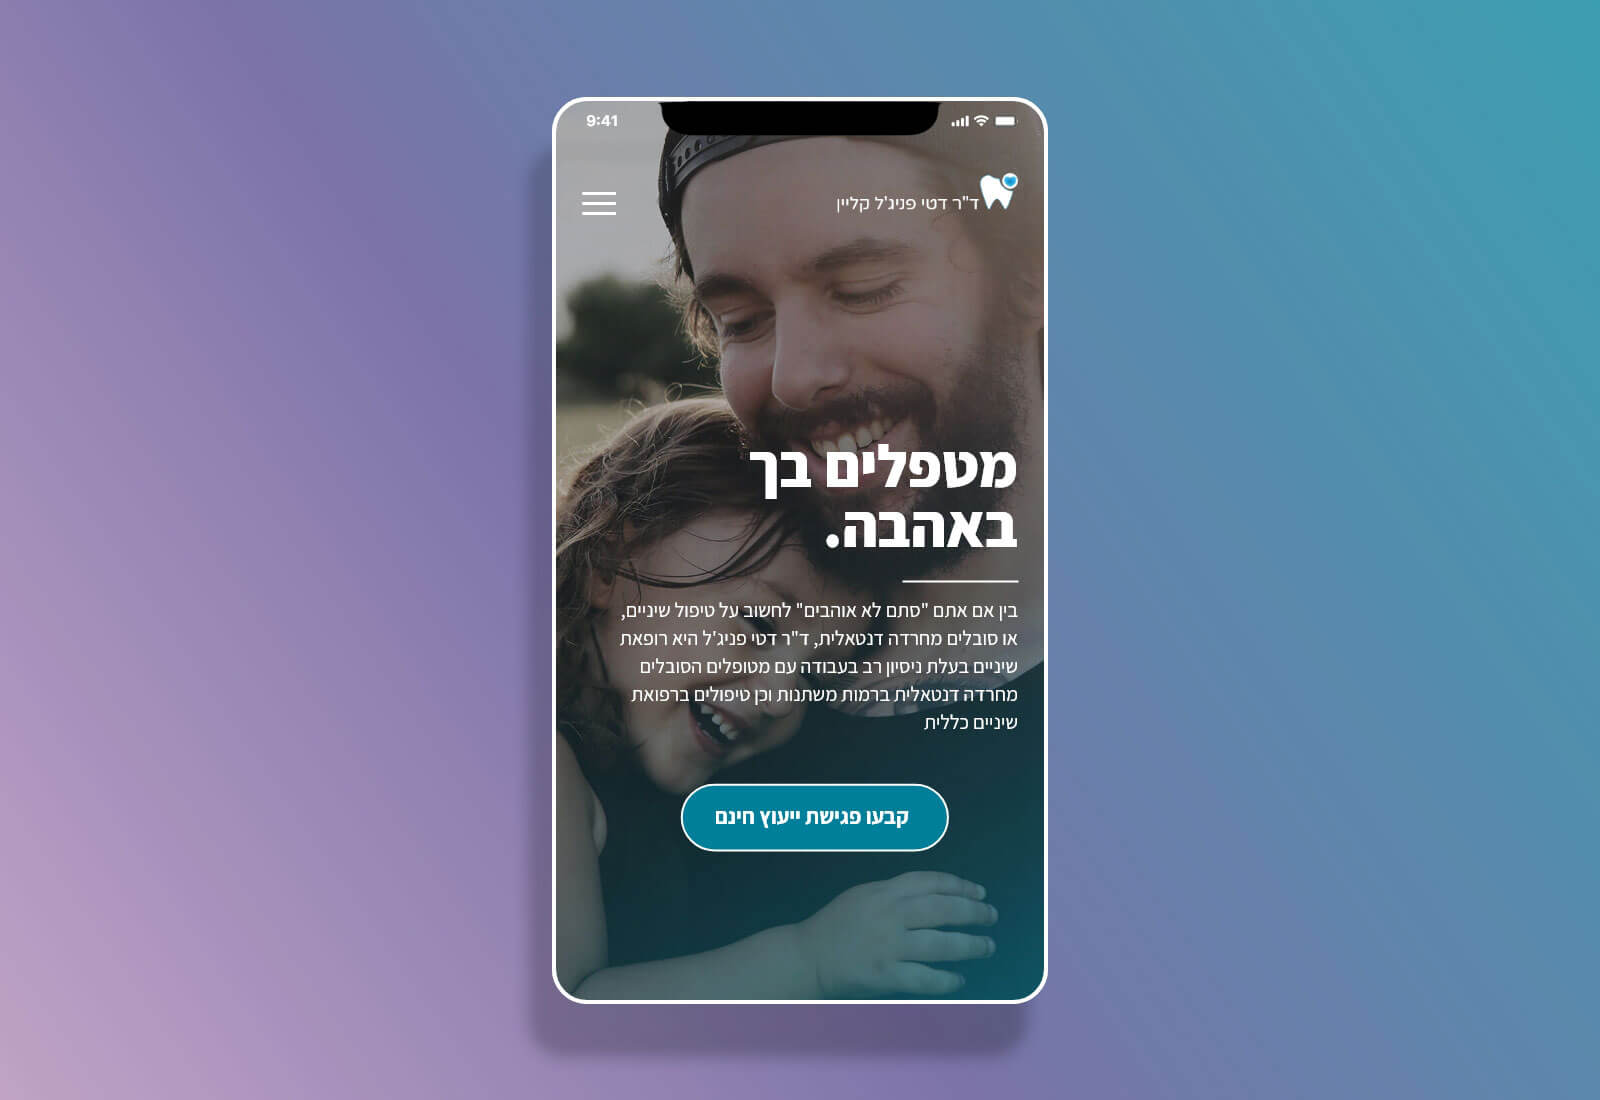 9:41
ד"ר דטי פניג'ל קליין
מטפלים בך
באהבה.
בין אם אתם "סתם לא אוהבים" לחשוב על טיפול שיניים,
או סובלים מחרדה דנטאלית, ד"ר דטי פניג'ל היא רופאת
שיניים בעלת ניסיון רב בעבודה עם מטופלים הסובלים
מחרדה דנטאלית ברמות משתנות וכן טיפולים ברפואת
שיניים כללית
קבעו פגישת ייעוץ חינם